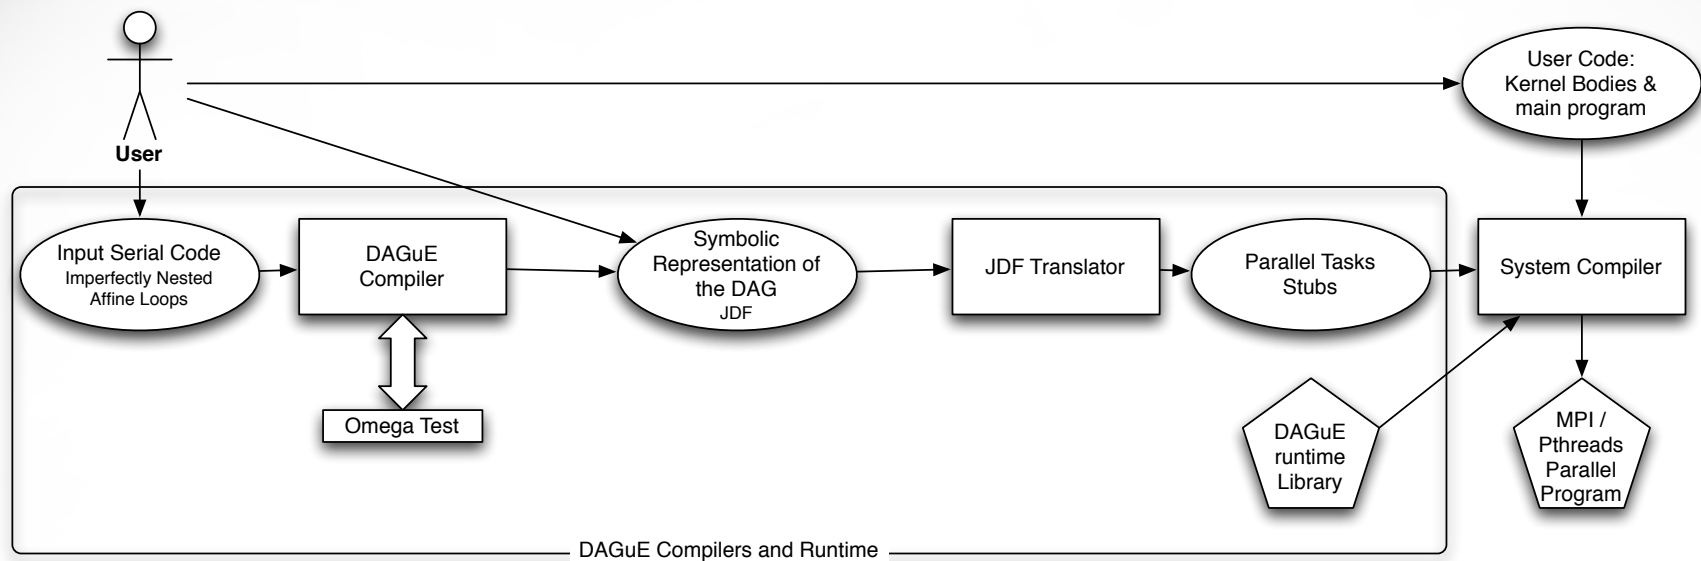 User Code:
Kernel Bodies &
main program
User
Input Serial Code
Imperfectly Nested
Affine Loops
DAGuE
Compiler
Symbolic
Representation of
the DAG
JDF
JDF Translator
Parallel Tasks
Stubs
System Compiler
Omega Test
DAGuE
runtime
Library
MPI /
Pthreads
Parallel
Program
DAGuE Compilers and Runtime